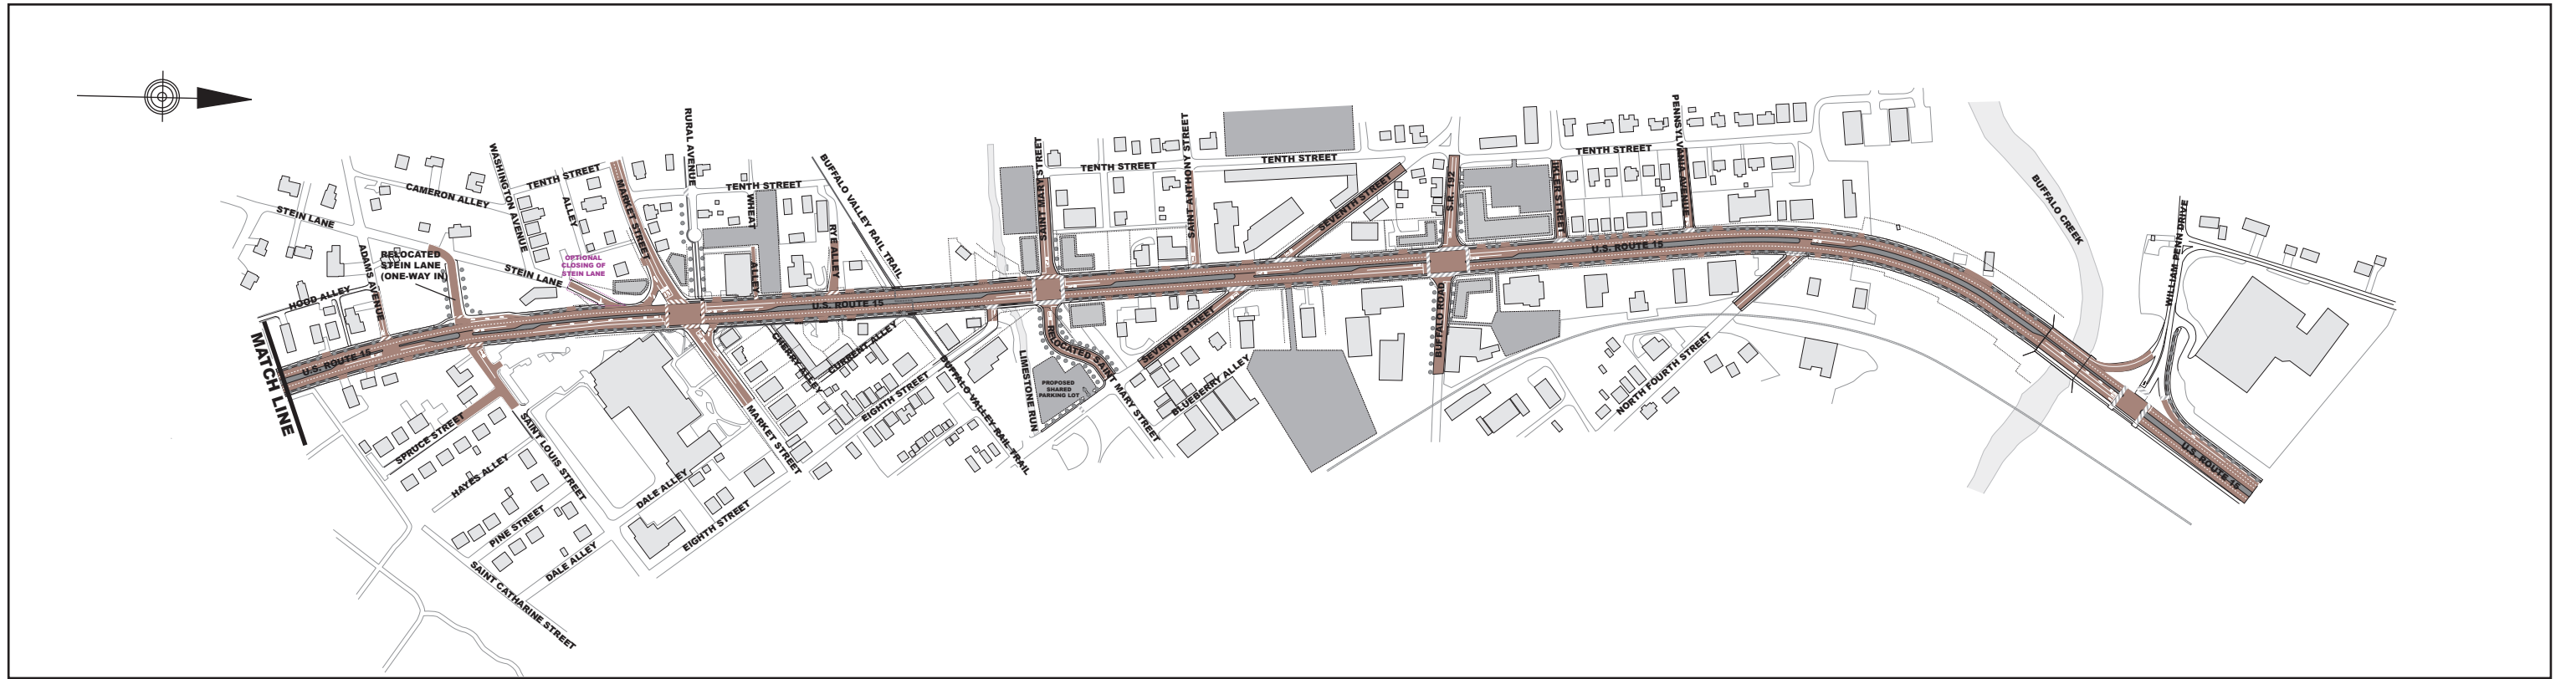 MATCH LINE
U.S. ROUTE 15
STEIN LANE
HOOD ALLEY
ADAMS AVENUE
CAMERON ALLEY
RELOCATED
STEIN LANE
(ONE-WAY IN)
WASHINGTON AVENUE
TENTH STREET
ALLEY
STEIN LANE
OPTIONAL
CLOSING OF
STEIN LANE
MARKET STREET
RURAL AVENUE
TENTH STREET
WHEAT
ALLEY
RYE ALLEY
BUFFALO VALLEY RAIL TRAIL
U.S. ROUTE 15
SPRUCE STREET
HAYES ALLEY
PINE STREET
DALE ALLEY
SAINT CATHARINE STREET
SAINT LOUIS STREET
DALE ALLEY
EIGHTH STREET
MARKET STREET
CHERRY ALLEY
CURRENT ALLEY
EIGHTH STREET
BUFFALO VALLEY RAIL TRAIL
LIMESTONE RUN
SAINT MARY STREET
TENTH STREET
SAINT ANTHONY STREET
TENTH STREET
RELOCATED SAINT MARY STREET
PROPOSED
SHARED
PARKING LOT
SEVENTH STREET
BLUEBERRY ALLEY
SEVENTH STREET
S.R. 192
BUFFALO ROAD
IKLER STREET
TENTH STREET
PENNSYLVANIA AVENUE
U.S. ROUTE 15
NORTH FOURTH STREET
BUFFALO CREEK
WILLIAM PENN DRIVE
U.S. ROUTE 15